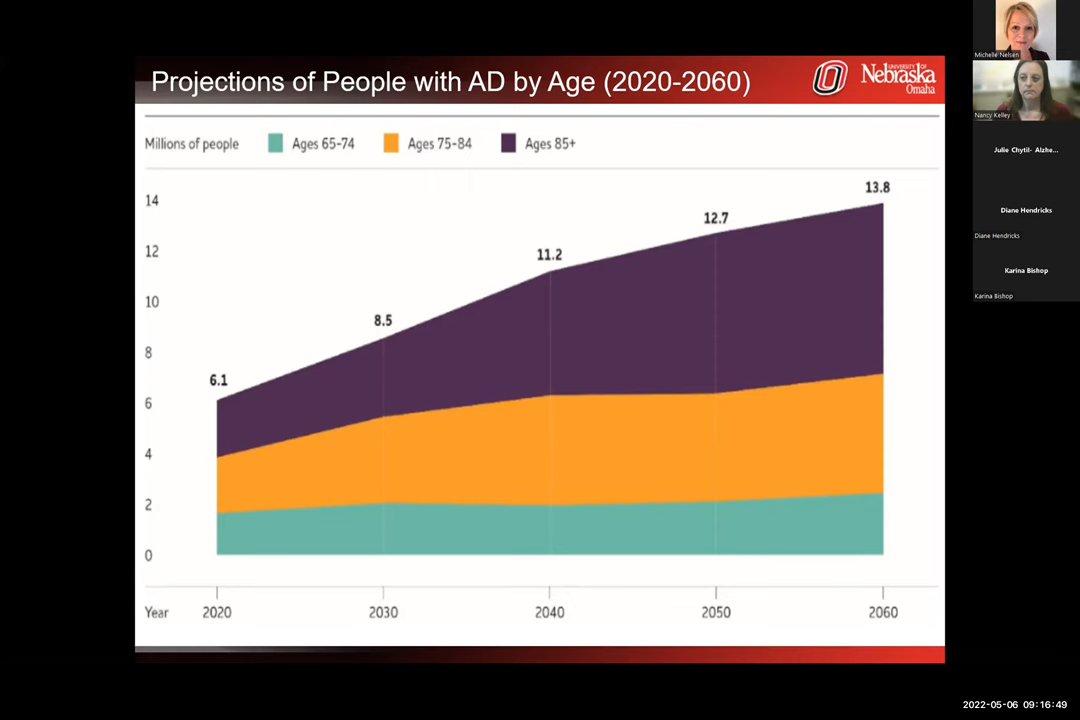 Projections of People with AD by Age (2020-2060)
UNIVERSITY OF
Nebraska
Omaha
Millions of people
Ages 65-74
Ages 75-84
Ages 85+
14
12
10
8
6
4
2
0
6.1
8.5
11.2
12.7
13.8
Year
2020
2030
2040
2050
2060
Michelle Nelsen
Nancy Kelley
Julie Chytil- Alzhe...
Diane Hendricks
Diane Hendricks
Karina Bishop
Karina Bishop
2022-05-06 09:16:49